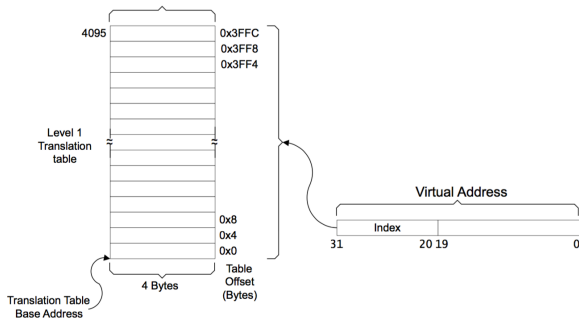 4095
0x3FFC
0x3FF8
0x3FF4
Level 1
Translation
table
0x8
0x4
0x0
4 Bytes
Table
Offset
(Bytes)
Translation Table
Base Address
Virtual Address
Index
31
20 19
0